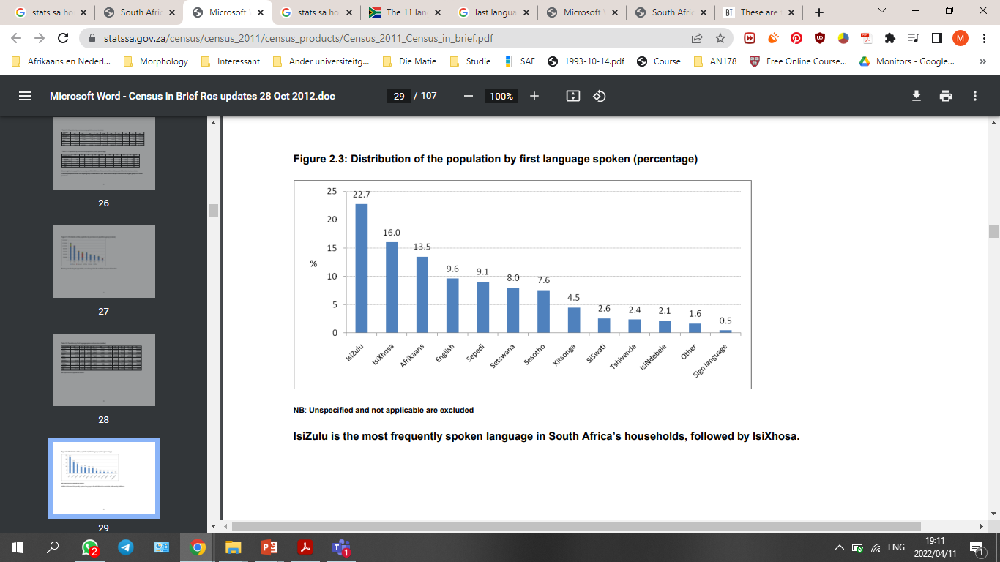 stats sa ho
South Afric
Microsoft W
stats sa ho
The 11 lan
last langua
Microsoft W
South Afric
BT These are t
statssa.gov.za/census/census_2011/census_products/Census_2011_Census_in_brief.pdf
M
Afrikaans en Nederl... Morphology Interessant Ander universiteitg... Die Matie Studie SAF 1993-10-14.pdf Course AN178 Free Online Course... Monitors - Google...
Microsoft Word - Census in Brief Ros updates 28 Oct 2012.doc 29 / 107 100%
26
27
28
29
Figure 2.3: Distribution of the population by first language spoken (percentage)
%
25
20
15
10
5
0
22.7
16.0
13.5
9.6
9.1
8.0
7.6
4.5
2.6
2.4
2.1
1.6
0.5
IsiZulu
IsiXhosa
Afrikaans
English
Sepedi
Setswana
Sesotho
Xitsonga
SiSwati
Tshivenda
IsiNdebele
Other
Sign language
NB: Unspecified and not applicable are excluded
IsiZulu is the most frequently spoken language in South Africa's households, followed by IsiXhosa.
2
1
ENG
19:11
2022/04/11
1